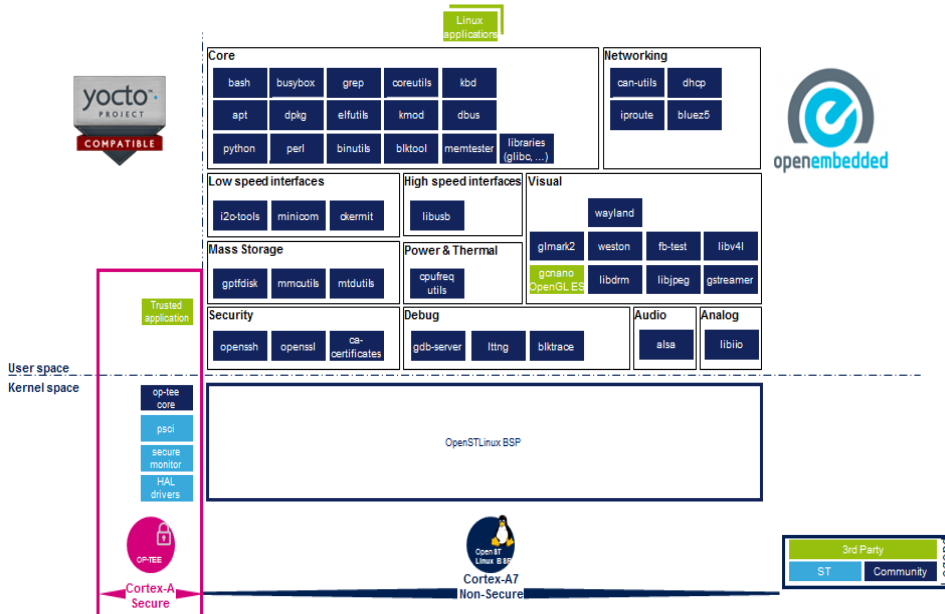 Linux
applications
Core
bash
busybox
grep
coreutils
kbd
apt
dpkg
elfutils
kmod
dbus
python
perl
binutils
blktool
memtester
libraries
(glibc, ...)
Networking
can-utils
dhcp
iproute
bluez5
yocto
PROJECT
COMPATIBLE
openembedded
Low speed interfaces
i2c-tools
minicom
ckermit
High speed interfaces
libusb
Visual
wayland
glmark2
weston
fb-test
libv4l
gcnano
OpenGL ES
libdrm
libjpeg
gstreamer
Mass Storage
gptfdisk
mmcutils
mtdutils
Power & Thermal
cpufreq
utils
Trusted
application
Security
openssh
openssl
ca-
certificates
Debug
gdb-server
lttng
blktrace
Audio
alsa
Analog
libiio
User space
Kernel space
op-tee
core
psci
secure
monitor
HAL
drivers
OpenSTLinux BSP
OP-TEE
Open ST
Linux BSP
Cortex-A
Secure
Cortex-A7
Non-Secure
3rd Party
ST
Community